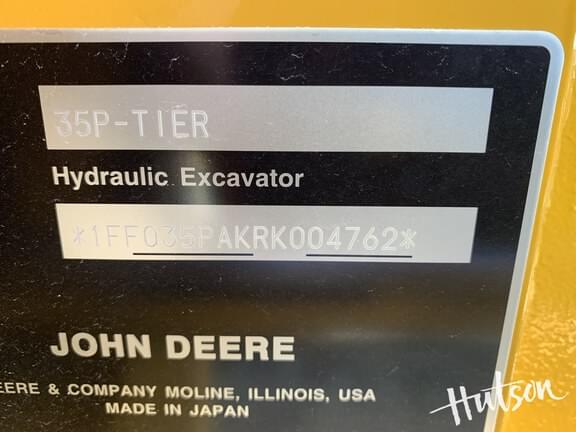 35P-TIER
Hydraulic Excavator
*1FF035PAKRK004762*
JOHN DEERE
EERE & COMPANY MOLINE, ILLINOIS, USA
MADE IN JAPAN
Hutson